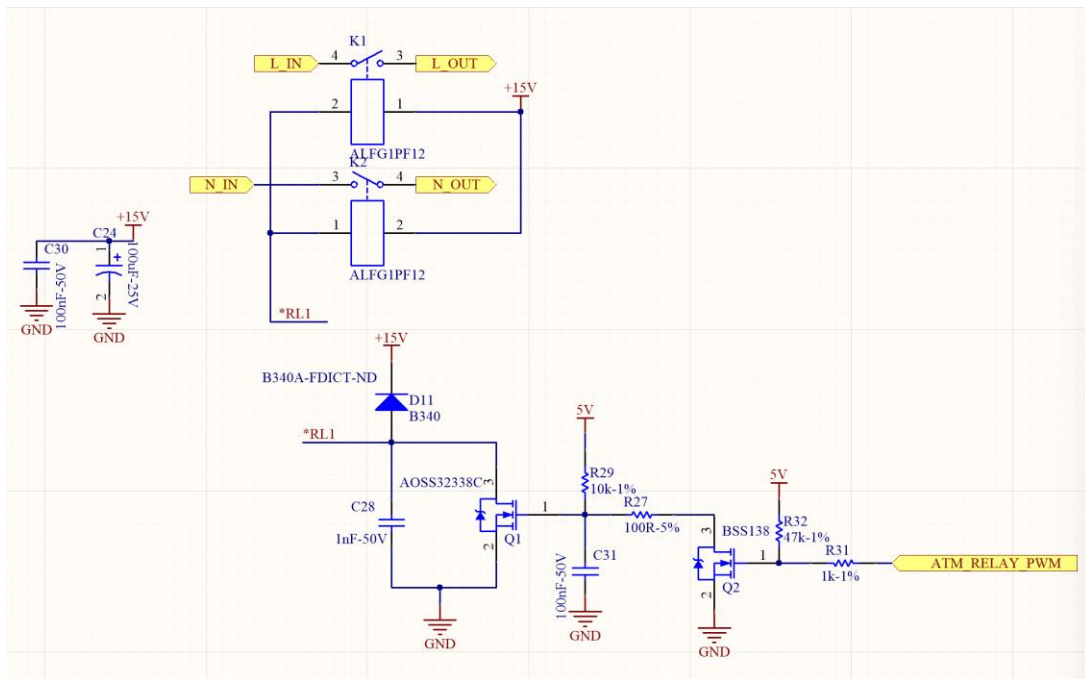 K1
L_IN
4
3
L_OUT
2
1
+15V
ALFG1PF12
K2
N_IN
3
4
N_OUT
1
2
ALFG1PF12
*RL1
+15V
C30
100nF-50V
GND
C24
1
+
2
100uF-25V
GND
+15V
B340A-FDICT-ND
D11
B340
*RL1
AOSS32338C
3
C28
1nF-50V
2
Q1
GND
1
5V
R29
10k-1%
R27
100R-5%
C31
100nF-50V
GND
3
BSS138
1
2
Q2
GND
5V
R32
47k-1%
R31
1k-1%
ATM_RELAY_PWM